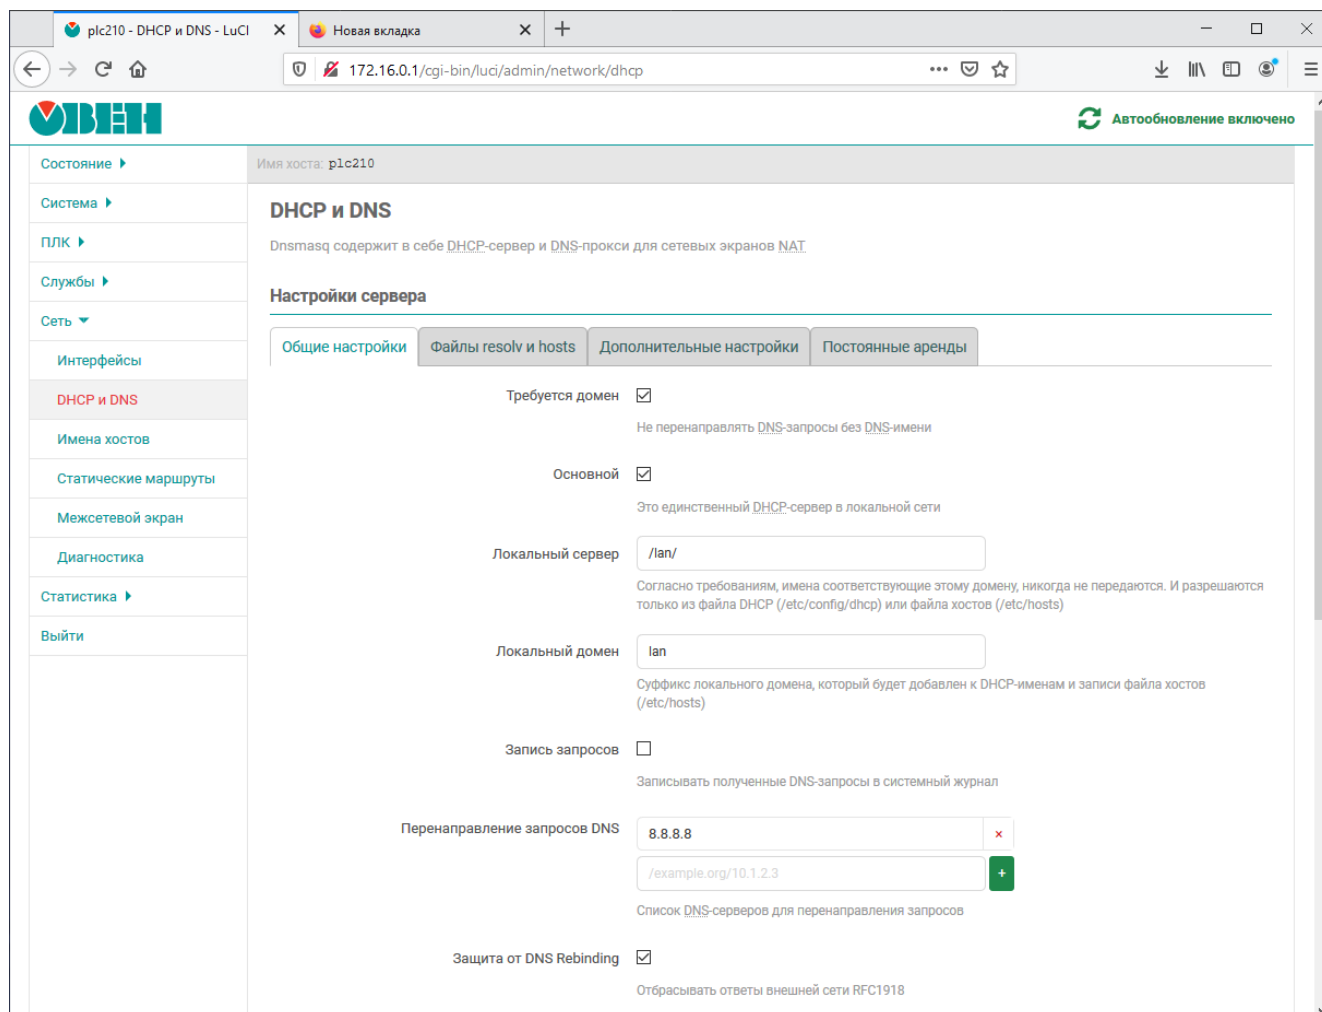 plc210 - DHCP и DNS - LuCI
Новая вкладка
172.16.0.1/cgi-bin/luci/admin/network/dhcp
ОВЕН
Автообновление включено
Состояние
Имя хоста: plc210
Система
ПЛК
Службы
Сеть
Интерфейсы
DHCP и DNS
Имена хостов
Статические маршруты
Межсетевой экран
Диагностика
Статистика
Выйти
DHCP и DNS
Dnsmasq содержит в себе DHCP-сервер и DNS-прокси для сетевых экранов NAT
Настройки сервера
Общие настройки
Файлы resolv и hosts
Дополнительные настройки
Постоянные аренды
Требуется домен
Не перенаправлять DNS-запросы без DNS-имени
Основной
Это единственный DHCP-сервер в локальной сети
Локальный сервер
/lan/
Согласно требованиям, имена соответствующие этому домену, никогда не передаются. И разрешаются
только из файла DHCP (/etc/config/dhcp) или файла хостов (/etc/hosts)
Локальный домен
lan
Суффикс локального домена, который будет добавлен к DHCP-именам и записи файла хостов
(/etc/hosts)
Запись запросов
Записывать полученные DNS-запросы в системный журнал
Перенаправление запросов DNS
8.8.8.8
×
/example.org/10.1.2.3
+
Список DNS-серверов для перенаправления запросов
Защита от DNS Rebinding
Отбрасывать ответы внешней сети RFC1918